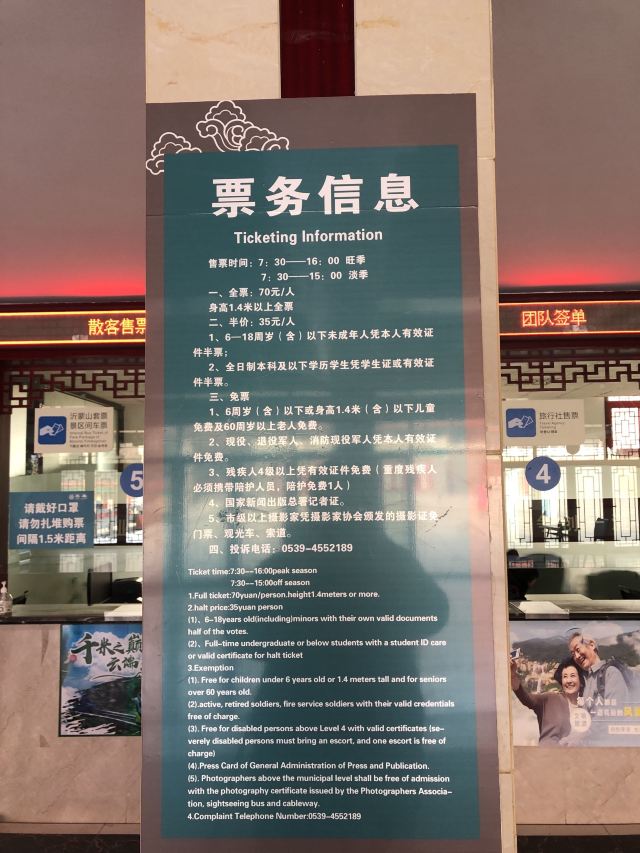 票务信息
Ticketing Information
售票时间：7：30——16：00 旺季
7：30——15：00 淡季
一、全票：70元/人
身高1.4米以上全票
二、半价：35元/人
1、6—18周岁（含）以下未成年人凭本人有效证
件半票；
2、全日制本科及以下学历学生凭学生证或有效证
件半票。
三、免票
1、6周岁（含）以下或身高1.4米（含）以下儿童
免费及60周岁以上老人免费。
2、现役、退役军人、消防现役军人凭本人有效证
件免费。
3、残疾人4级以上凭有效证件免费（重度残疾人
必须携带陪护人员，陪护免费1人）
4、国家新闻出版总署记者证。
5、市级以上摄影家凭摄影家协会颁发的摄影证免
门票、观光车、索道。
四、投诉电话：0539-4552189
Ticket time:7:30--16:00peak season
7:30--15:00off season
1.Full ticket:70yuan/person.height1.4meters or more.
2.halt price:35yuan person
(1)、6-18years old(including)minors with their own valid documents
half of the votes.
(2)、Full-time undergraduate or below students with a student ID care
or valid certificate for halt ticket
3.Exemption
(1). Free for children under 6 years old or 1.4 meters tall and for seniors
over 60 years old.
(2).active, retired soldiers, fire service soldiers with their valid credentials
free of charge.
(3). Free for disabled persons above Level 4 with valid certificates (se-
verely disabled persons must bring an escort, and one escort is free of
charge)
(4).Press Card of General Administration of Press and Publication.
(5). Photographers above the municipal level shall be free of admission
with the photography certificate issued by the Photographers Associa-
tion, sightseeing bus and cableway.
4.Complaint Telephone Number:0539-4552189
散客售票
沂蒙山套票
景区间车票
5
请戴好口罩
请勿扎堆购票
间隔1.5米距离
千米之巅
云端
团队签单
旅行社售票
Travel Agency
Ticketing
4
每个人